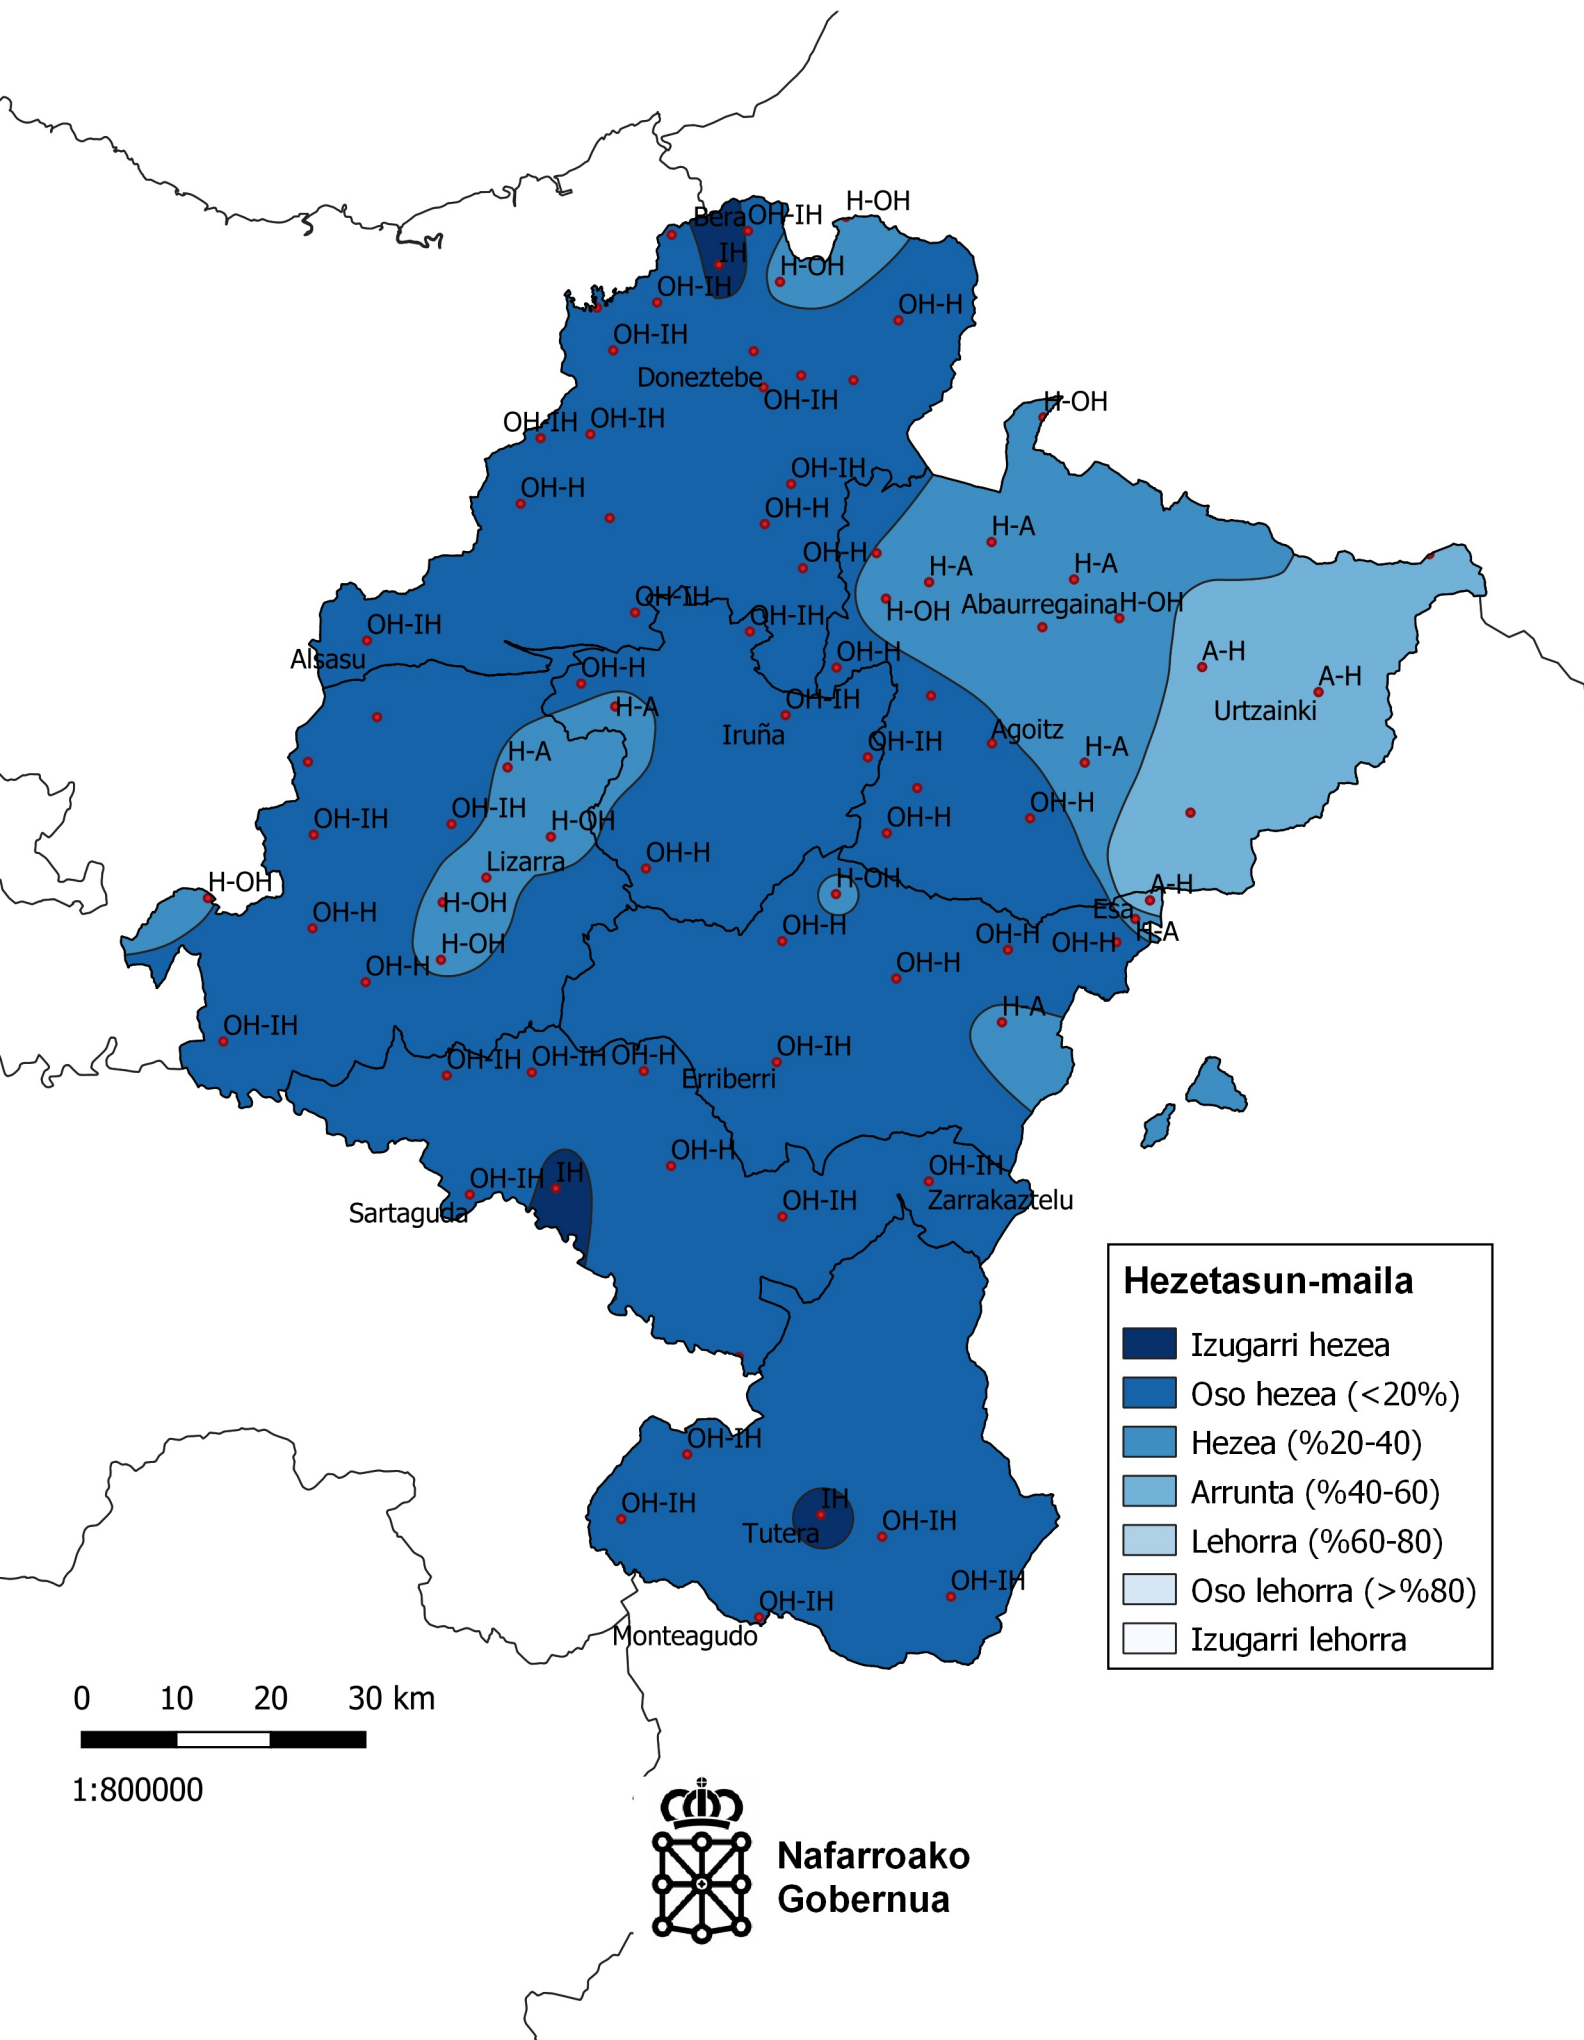 H-OH
Bera
OH-IH
IH
H-OH
OH-IH
OH-H
OH-IH
Doneztebe
OH-IH
H-OH
OH-IH
OH-IH
OH-IH
OH-H
OH-H
H-A
OH-H
H-A
H-A
OH-IH
H-OH
Abaurregaina
H-OH
OH-IH
OH-IH
Alsasu
OH-H
A-H
OH-H
A-H
H-A
OH-IH
Urtzainki
Iruña
OH-IH
Agoitz
H-A
H-A
OH-IH
OH-IH
H-OH
OH-H
OH-H
Lizarra
OH-H
H-OH
H-OH
A-H
H-OH
Esa
OH-H
OH-H
H-OH
OH-H
OH-H
H-A
OH-H
OH-H
H-A
OH-IH
OH-IH
OH-IH
OH-H
OH-IH
Erriberri
OH-H
OH-IH
OH-IH
IH
Sartaguda
OH-IH
Zarrakaztelu
Hezetasun-maila
Izugarri hezea
Oso hezea (<20%)
Hezea (%20-40)
Arrunta (%40-60)
Lehorra (%60-80)
Oso lehorra (>%80)
Izugarri lehorra
OH-IH
OH-IH
IH
Tutera
OH-IH
OH-IH
OH-IH
Monteagudo
0 10 20 30 km
1:800000
Nafarroako
Gobernua